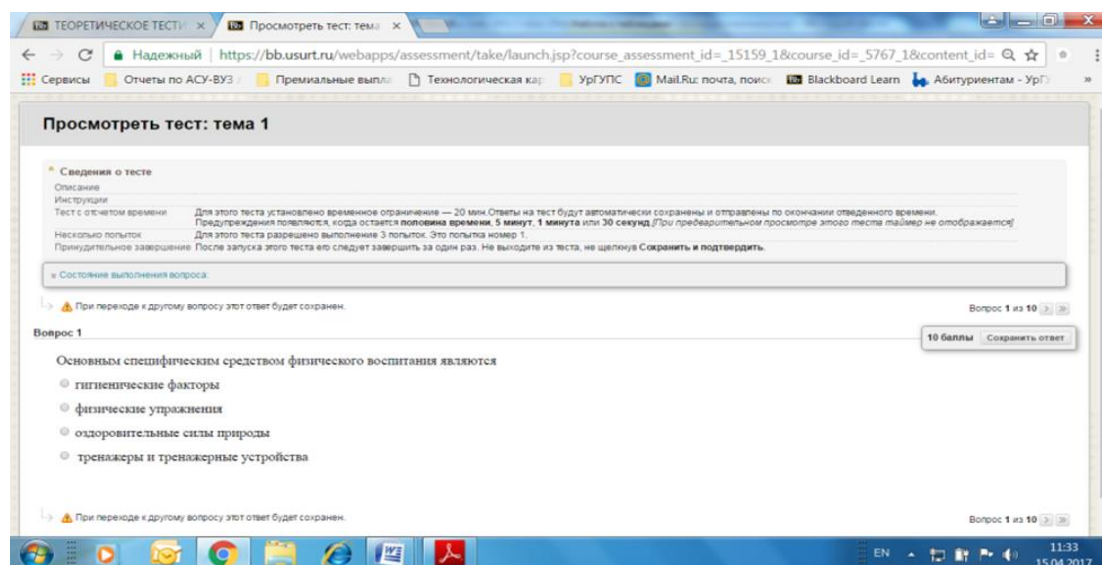 ТЕОРЕТИЧЕСКОЕ ТЕСТИ
Просмотреть тест: тема
Надежный https://bb.usurt.ru/webapps/assessment/take/launch.jsp?course_assessment_id=_15159_1&course_id=_5767_1&content_id=
Сервисы Отчеты по АСУ-ВУЗ Премиальные выпла Технологическая кар УрГУПС Mail.Ru: почта, поиск Blackboard Learn Абитуриентам - УрГУ »
Просмотреть тест: тема 1
* Сведения о тесте
Описание
Инструкции
Тест с отсчетом времени Для этого теста установлено временное ограничение — 20 мин.Ответы на тест будут автоматически сохранены и отправлены по окончании отведенного времени.
Предупреждения появляются, когда остается половина времени, 5 минут, 1 минута или 30 секунд.[При предварительном просмотре этого теста таймер не отображается]
Несколько попыток Для этого теста разрешено выполнение 3 попыток. Это попытка номер 1.
Принудительное завершение После запуска этого теста его следует завершить за один раз. Не выходите из теста, не щелкнув Сохранить и подтвердить.
Состояние выполнения вопроса:
При переходе к другому вопросу этот ответ будет сохранен. Вопрос 1 из 10
Вопрос 1 10 баллы Сохранить ответ
Основным специфическим средством физического воспитания являются
гигиенические факторы
физические упражнения
оздоровительные силы природы
тренажеры и тренажерные устройства
При переходе к другому вопросу этот ответ будет сохранен. Вопрос 1 из 10
EN 11:33
15.04.2017